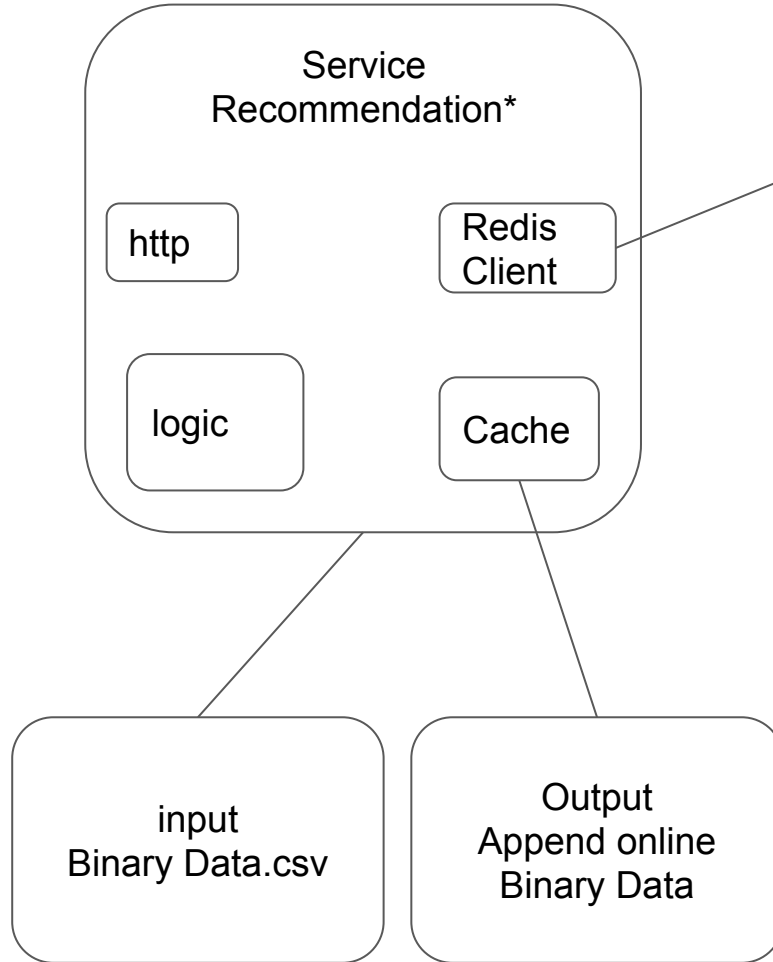 Service
Recommendation*
http
Redis
Client
logic
Cache
input
Binary Data.csv
Output
Append online
Binary Data